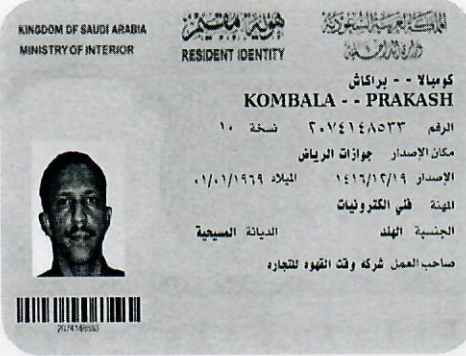 KINGDOM OF SAUDI ARABIA
MINISTRY OF INTERIOR
هوية مقيم
RESIDENT IDENTITY
المملكة العربية السعودية
وزارة الداخلية
كومبالا - - براكاش
KOMBALA - - PRAKASH
الرقم ٢٠٧٤١٤٨٥٣٣ نسخة ١٠
مكان الإصدار جوازات الرياض
الإصدار ١٤١٦/١٢/١٩ الميلاد ٠١/٠١/١٩٦٩
المهنة فني الكترونيات
الجنسية الهند الديانة المسيحية
صاحب العمل شركه وقت القهوه للتجاره
2074148533